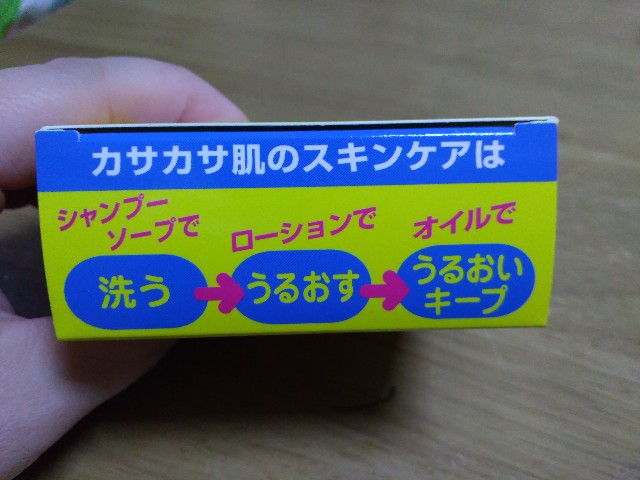 カサカサ肌のスキンケアは
シャンプー
ソープで
洗う
ローションで
うるおす
オイルで
うるおい
キープ